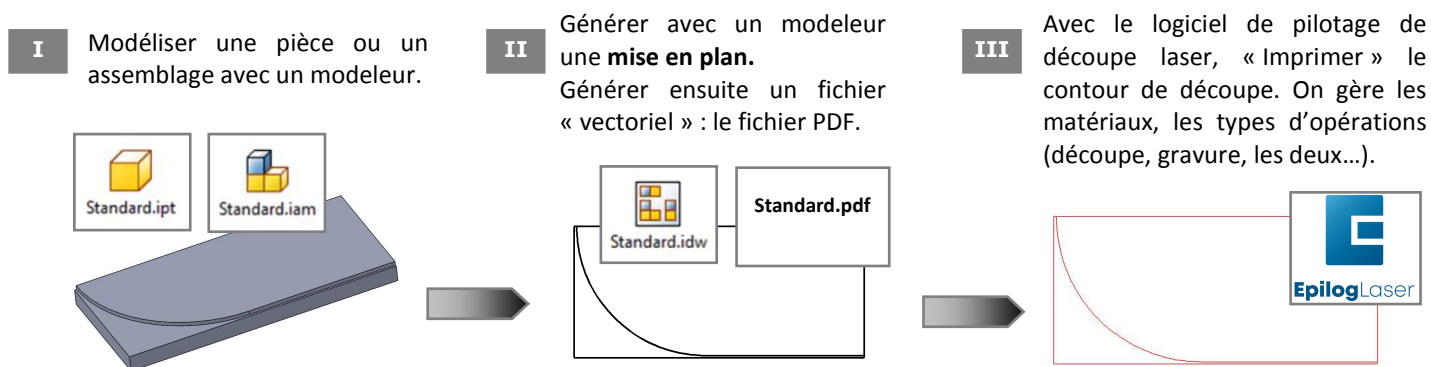 I
Modéliser une pièce ou un
assemblage avec un modeleur.
Standard.ipt
Standard.iam
II
Générer avec un modeleur
une mise en plan.
Générer ensuite un fichier
« vectoriel » : le fichier PDF.
Standard.idw
Standard.pdf
III
Avec le logiciel de pilotage de
découpe laser, « Imprimer » le
contour de découpe. On gère les
matériaux, les types d’opérations
(découpe, gravure, les deux…).
EpilogLaser